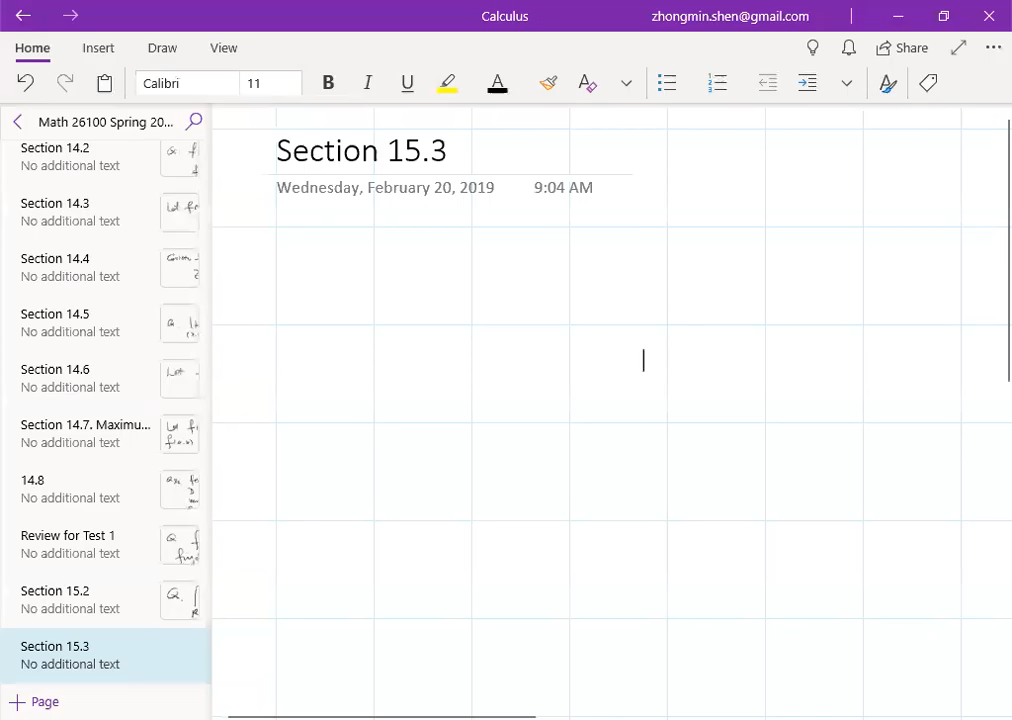 Calculus
zhongmin.shen@gmail.com
Home
Insert
Draw
View
Share
Calibri
11
B
I
U
A
A
Math 26100 Spring 20...
Section 14.2
No additional text
Section 14.3
No additional text
Section 14.4
No additional text
Section 14.5
No additional text
Section 14.6
No additional text
Section 14.7. Maximu...
No additional text
14.8
No additional text
Review for Test 1
No additional text
Section 15.2
No additional text
Section 15.3
No additional text
Page
Section 15.3
Wednesday, February 20, 2019 9:04 AM